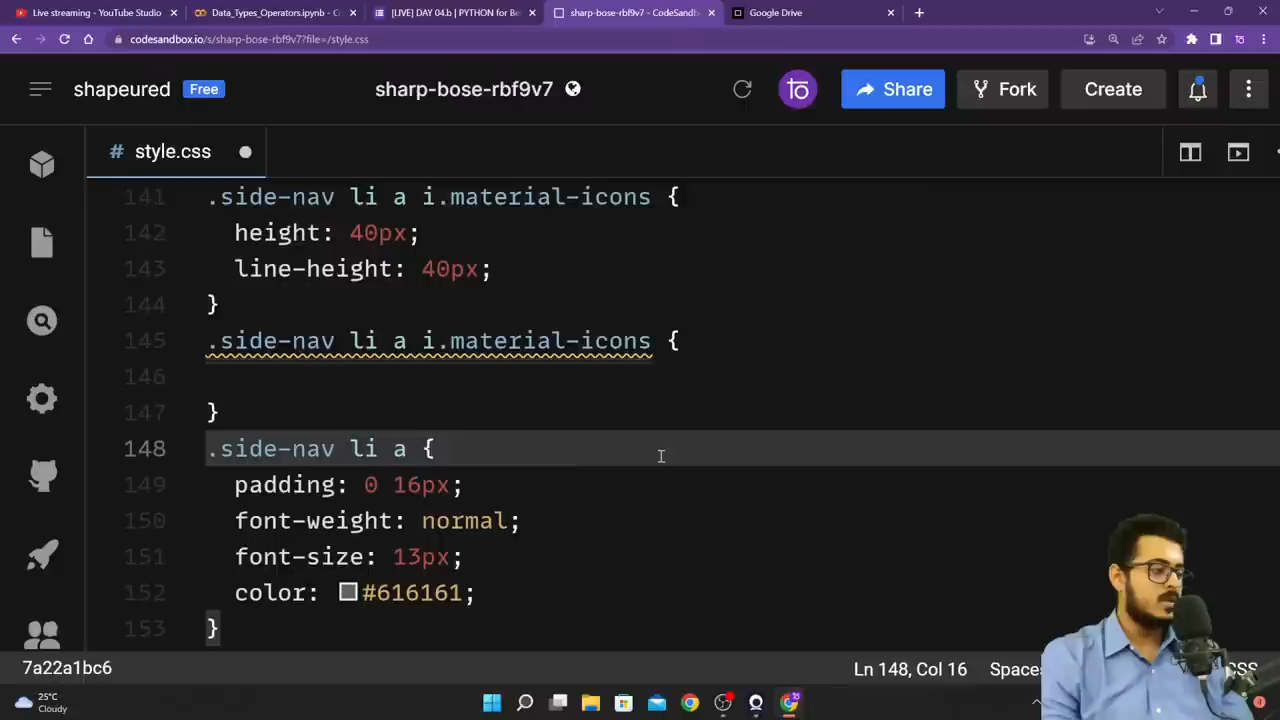 Live streaming - YouTube Studio
Data_Types_Operators.ipynb - C
[LIVE] DAY 04.b | PYTHON for Be
sharp-bose-rbf9v7 - CodeSandb
Google Drive
codesandbox.io/s/sharp-bose-rbf9v7?file=/style.css
shapeured Free
sharp-bose-rbf9v7
Share
Fork
Create
# style.css
141 .side-nav li a i.material-icons {
142 height: 40px;
143 line-height: 40px;
144 }
145 .side-nav li a i.material-icons {
146
147 }
148 .side-nav li a {
149 padding: 0 16px;
150 font-weight: normal;
151 font-size: 13px;
152 color: #616161;
153 }
7a22a1bc6
Ln 148, Col 16
Spaces
CSS
25°C
Cloudy